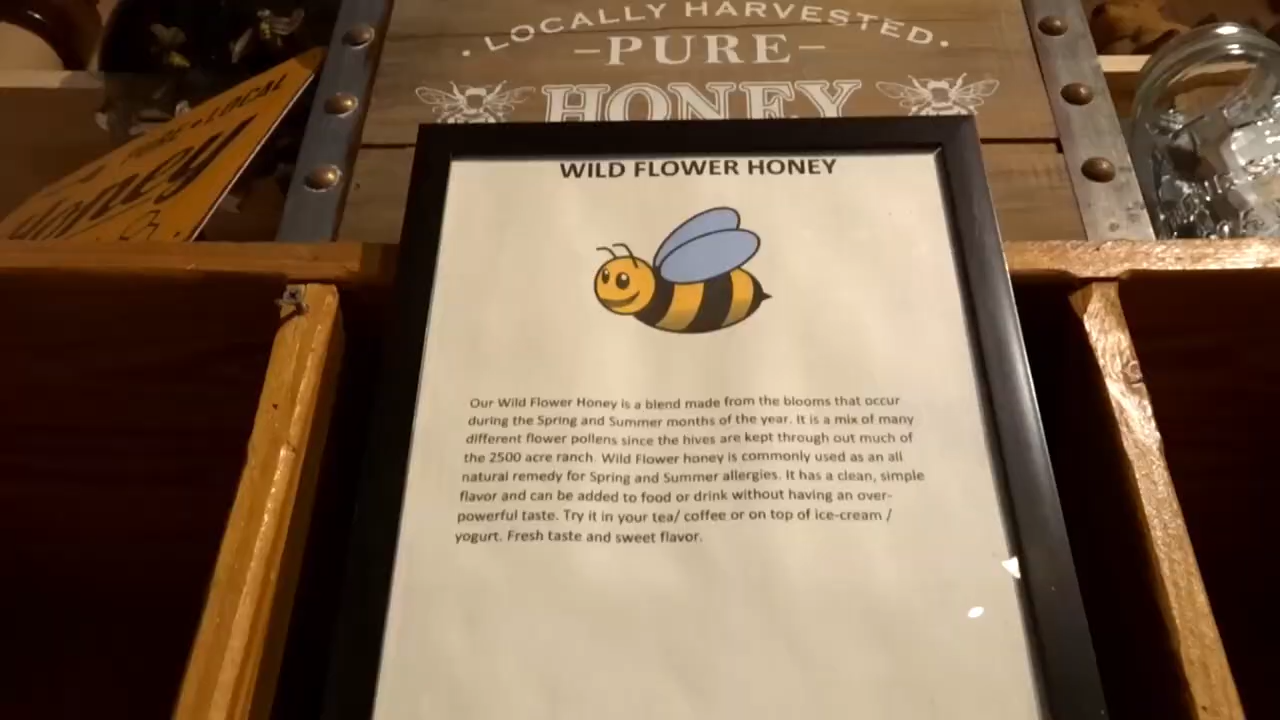 LOCALLY HARVESTED
-PURE-
HONEY
PURE • LOCAL
Honey
WILD FLOWER HONEY
Our Wild Flower Honey is a blend made from the blooms that occur
during the Spring and Summer months of the year. It is a mix of many
different flower pollens since the hives are kept through out much of
the 2500 acre ranch. Wild Flower honey is commonly used as an all
natural remedy for Spring and Summer allergies. It has a clean, simple
flavor and can be added to food or drink without having an over-
powerful taste. Try it in your tea/ coffee or on top of ice-cream /
yogurt. Fresh taste and sweet flavor.